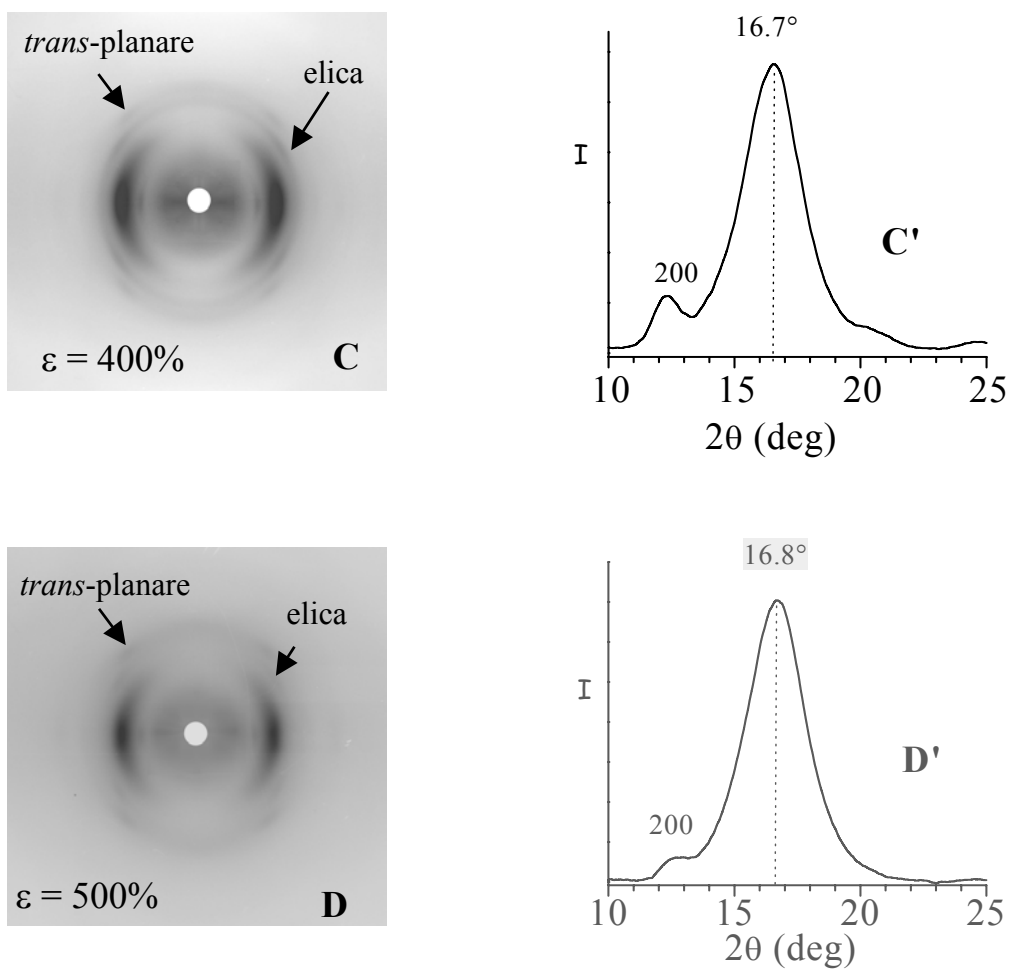 trans-planare
elica
ε = 400%
C
16.7°
I
200
C'
10 15 20 25
2θ (deg)
trans-planare
elica
ε = 500%
D
16.8°
I
200
D'
10 15 20 25
2θ (deg)